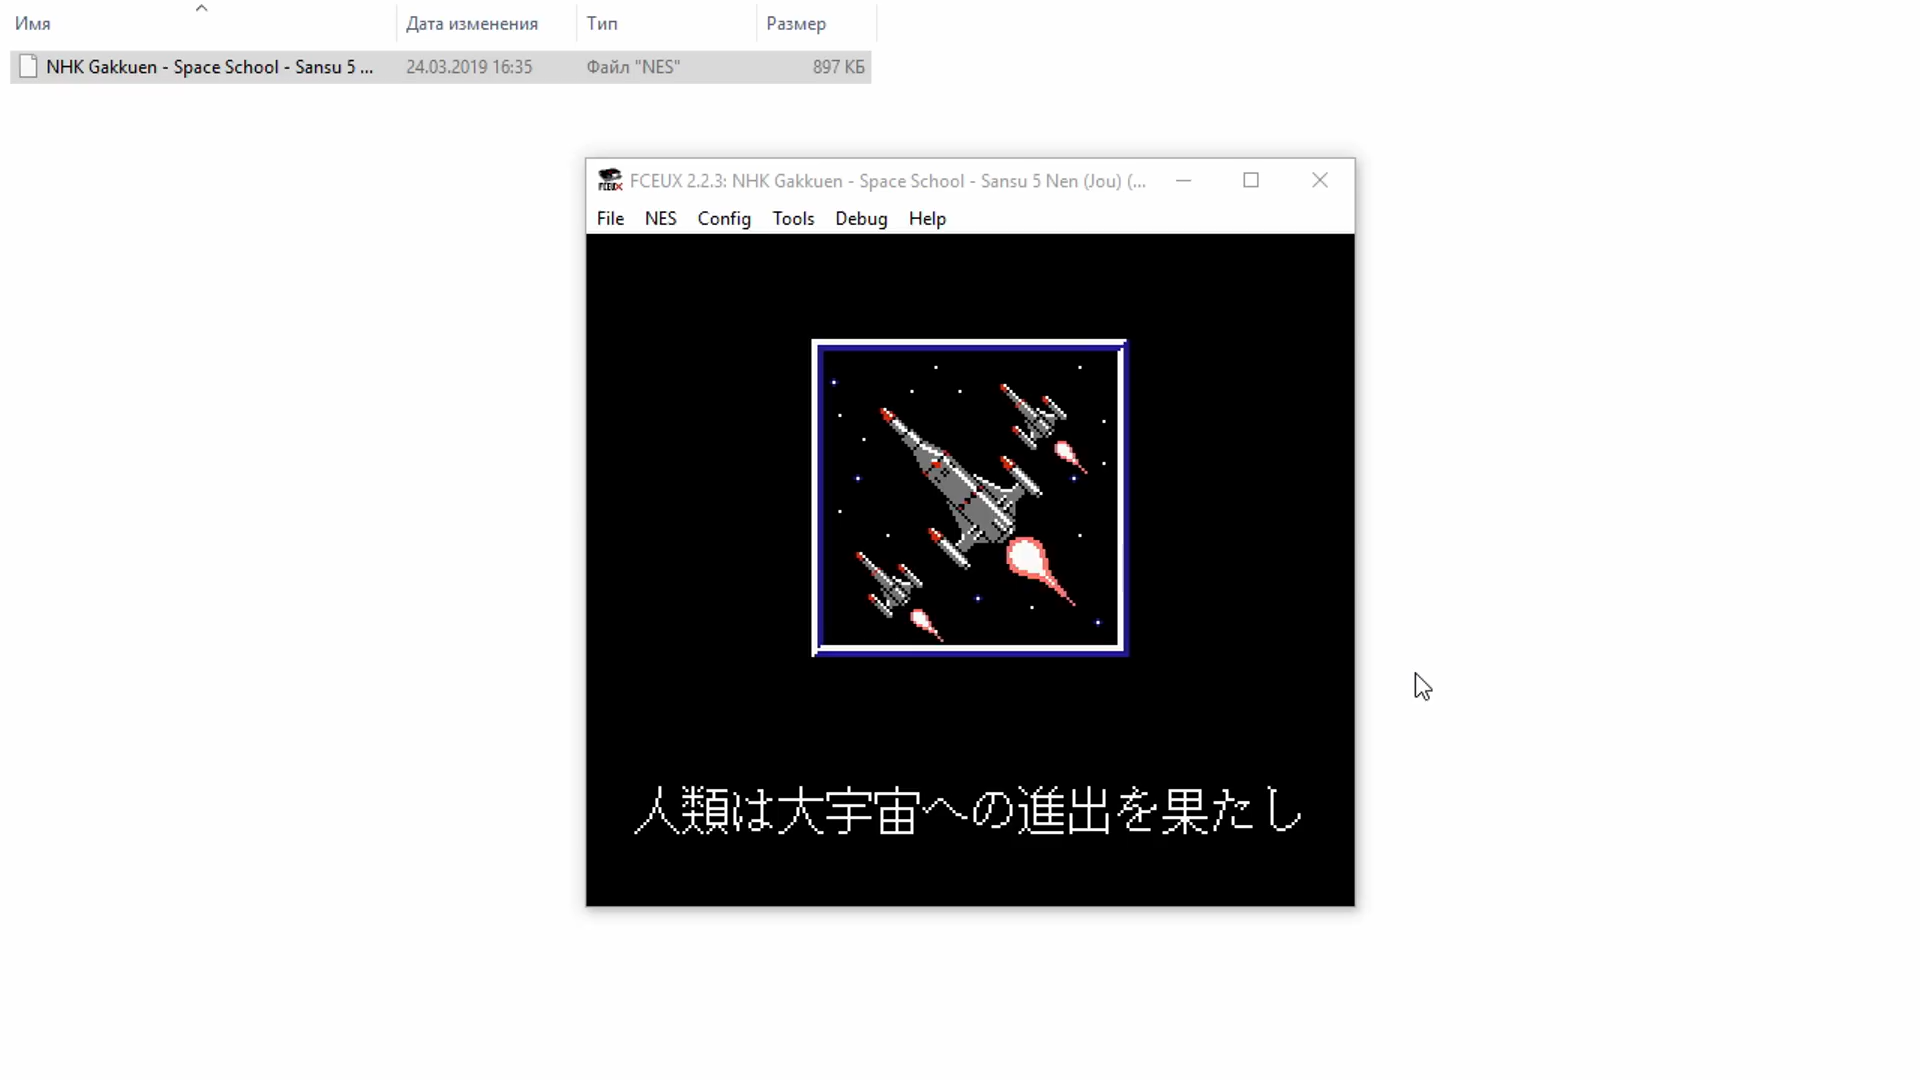 Имя Дата изменения Тип Размер
NHK Gakkuen - Space School - Sansu 5 ... 24.03.2019 16:35 Файл "NES" 897 КБ
FCEUX 2.2.3: NHK Gakkuen - Space School - Sansu 5 Nen (Jou) (...
File NES Config Tools Debug Help
人類は大宇宙への進出を果たし